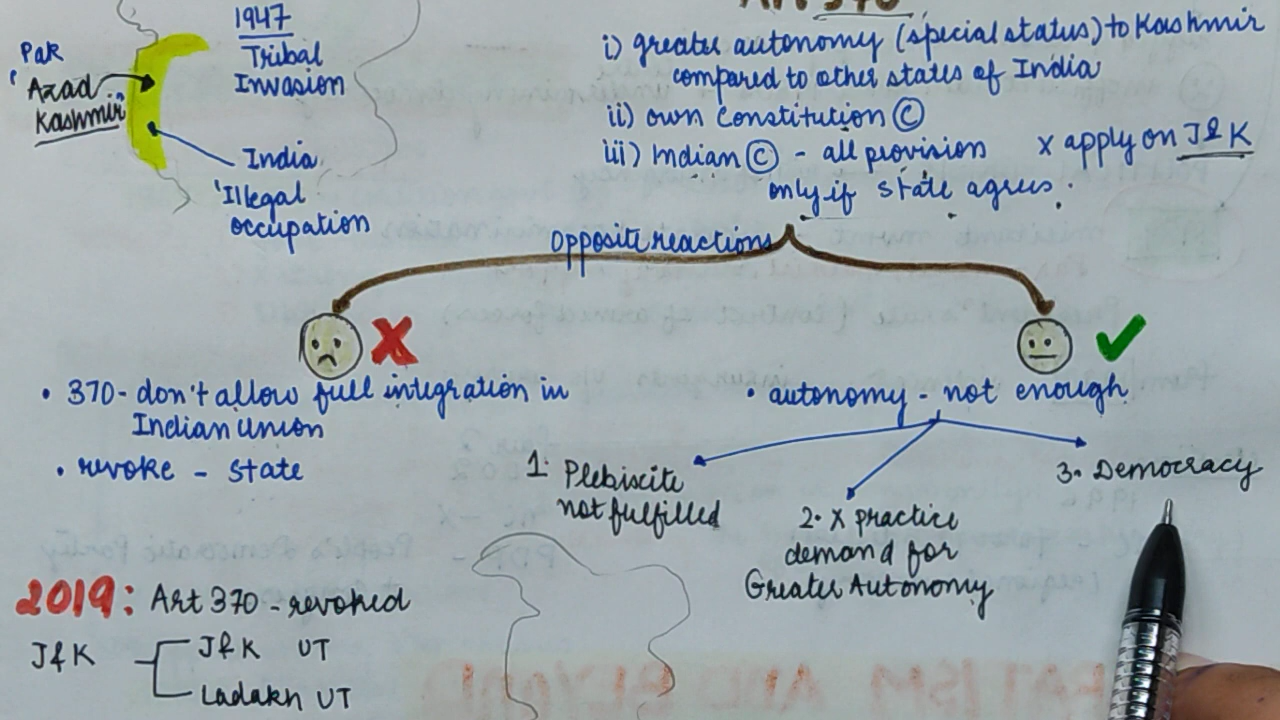 1947
Tribal
Invasion
Pak
'Azad
Kashmir'
India
'Illegal
occupation
Art 370
i) greater autonomy (special status) to Kashmir
compared to other states of India
ii) own Constitution ©
iii) Indian © - all provision x apply on J&K
only if state agrees.
Opposite reactions
• 370 - don't allow full integration in
Indian Union
• revoke - state
• autonomy - not enough
1. Plebiscite
not fulfilled
2. x practice
demand for
Greater Autonomy
3. Democracy
2019: Art 370 - revoked
J&K
J&K UT
Ladakh UT